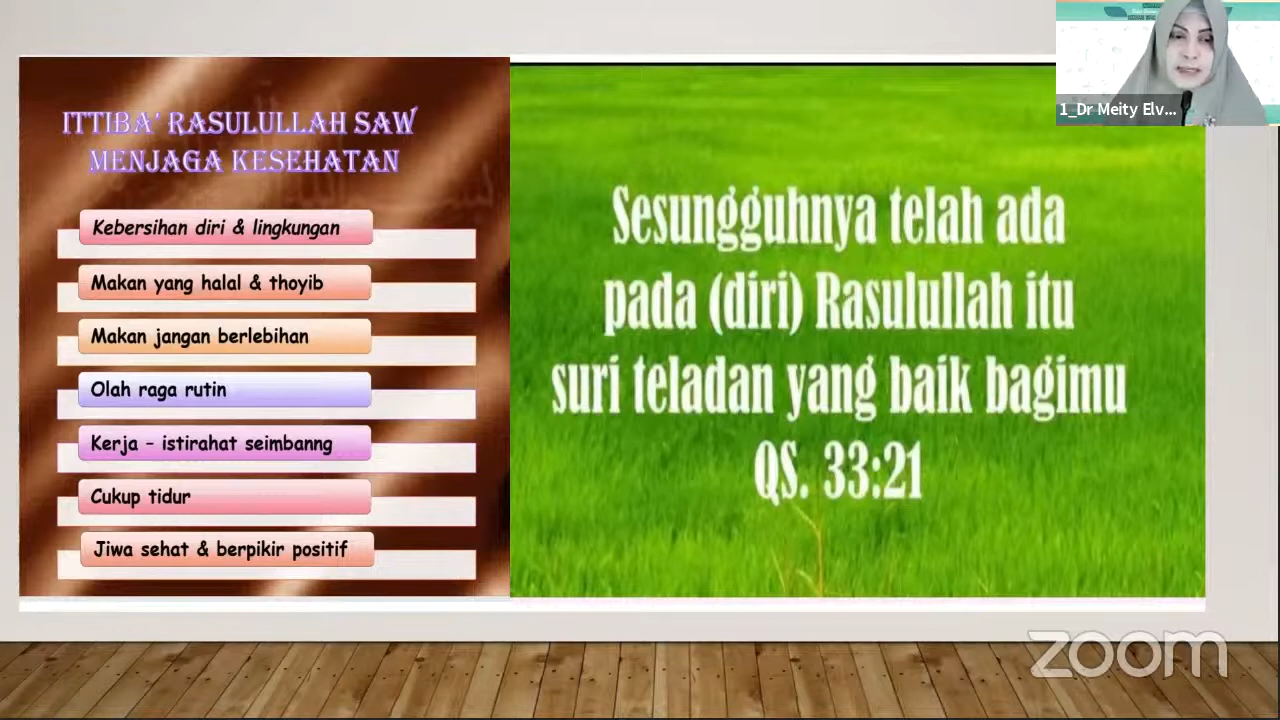 ITTIBA' RASULULLAH SAW
MENJAGA KESEHATAN
Kebersihan diri & lingkungan
Makan yang halal & thoyib
Makan jangan berlebihan
Olah raga rutin
Kerja – istirahat seimbanng
Cukup tidur
Jiwa sehat & berpikir positif
Sesungguhnya telah ada
pada (diri) Rasulullah itu
suri teladan yang baik bagimu
QS. 33:21
1_Dr Meity Elv...
zoom